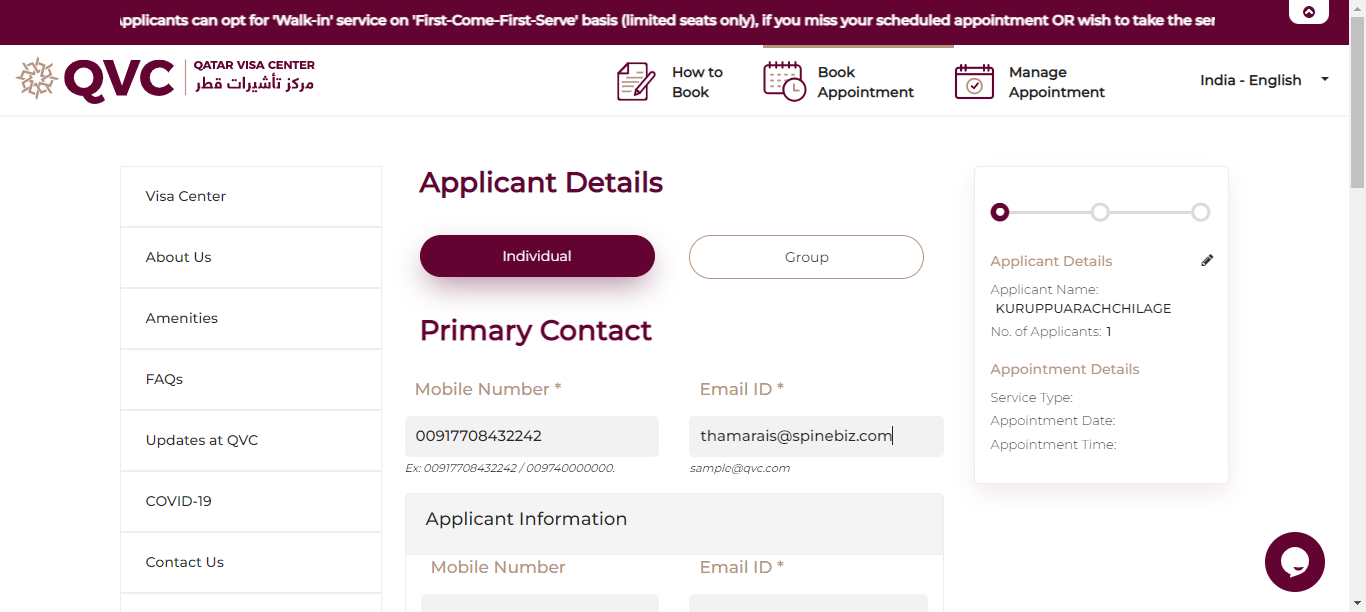 Applicants can opt for 'Walk-in' service on 'First-Come-First-Serve' basis (limited seats only), if you miss your scheduled appointment OR wish to take the ser
QVC
QATAR VISA CENTER
مركز تأشيرات قطر
How to
Book
Book
Appointment
Manage
Appointment
India - English
Visa Center
About Us
Amenities
FAQs
Updates at QVC
COVID-19
Contact Us
Applicant Details
Individual
Group
Primary Contact
Mobile Number *
Email ID *
00917708432242
thamarais@spinebiz.com
Ex: 00917708432242 / 009740000000.
sample@qvc.com
Applicant Information
Mobile Number
Email ID *
Applicant Details
Applicant Name:
KURUPPUARACHCHILAGE
No. of Applicants: 1
Appointment Details
Service Type:
Appointment Date:
Appointment Time: